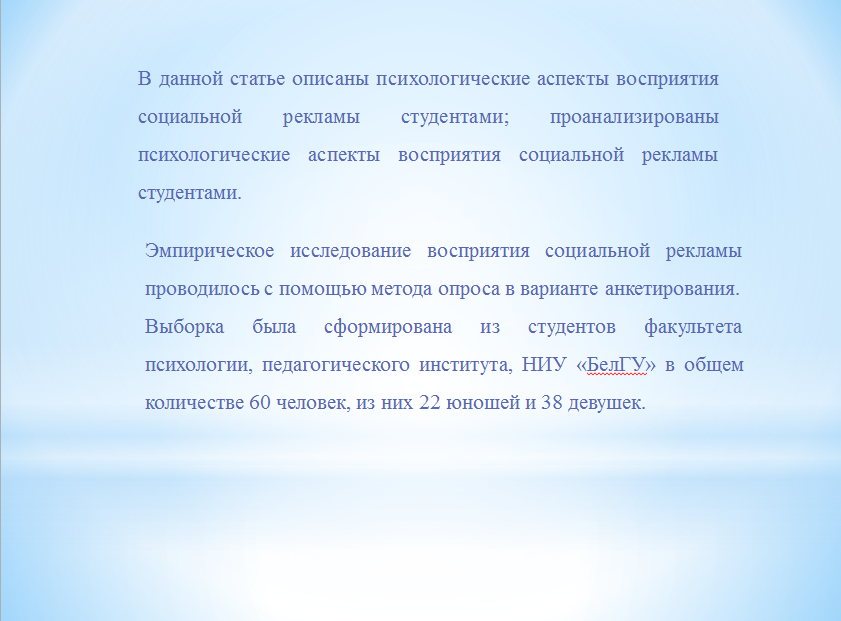 В данной статье описаны психологические аспекты восприятия
социальной рекламы студентами; проанализированы
психологические аспекты восприятия социальной рекламы
студентами.
Эмпирическое исследование восприятия социальной рекламы
проводилось с помощью метода опроса в варианте анкетирования.
Выборка была сформирована из студентов факультета
психологии, педагогического института, НИУ «БелГУ» в общем
количестве 60 человек, из них 22 юношей и 38 девушек.